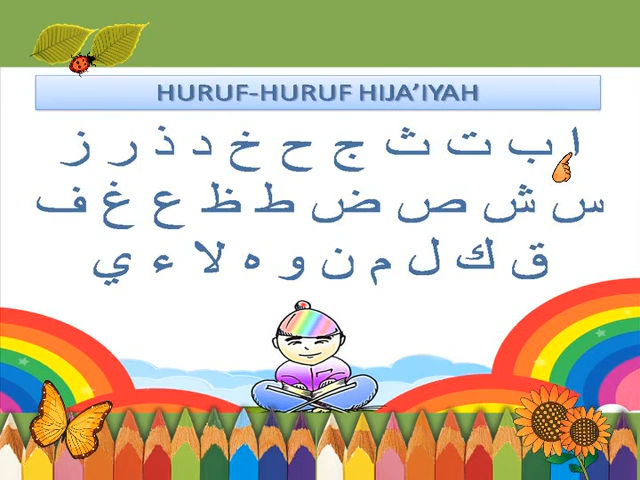 HURUF-HURUF HIJA’IYAH
ا ب ت ث ج ح خ د ذ ر ز
س ش ص ض ط ظ ع غ ف
ق ك ل م ن و ه لا ء ي